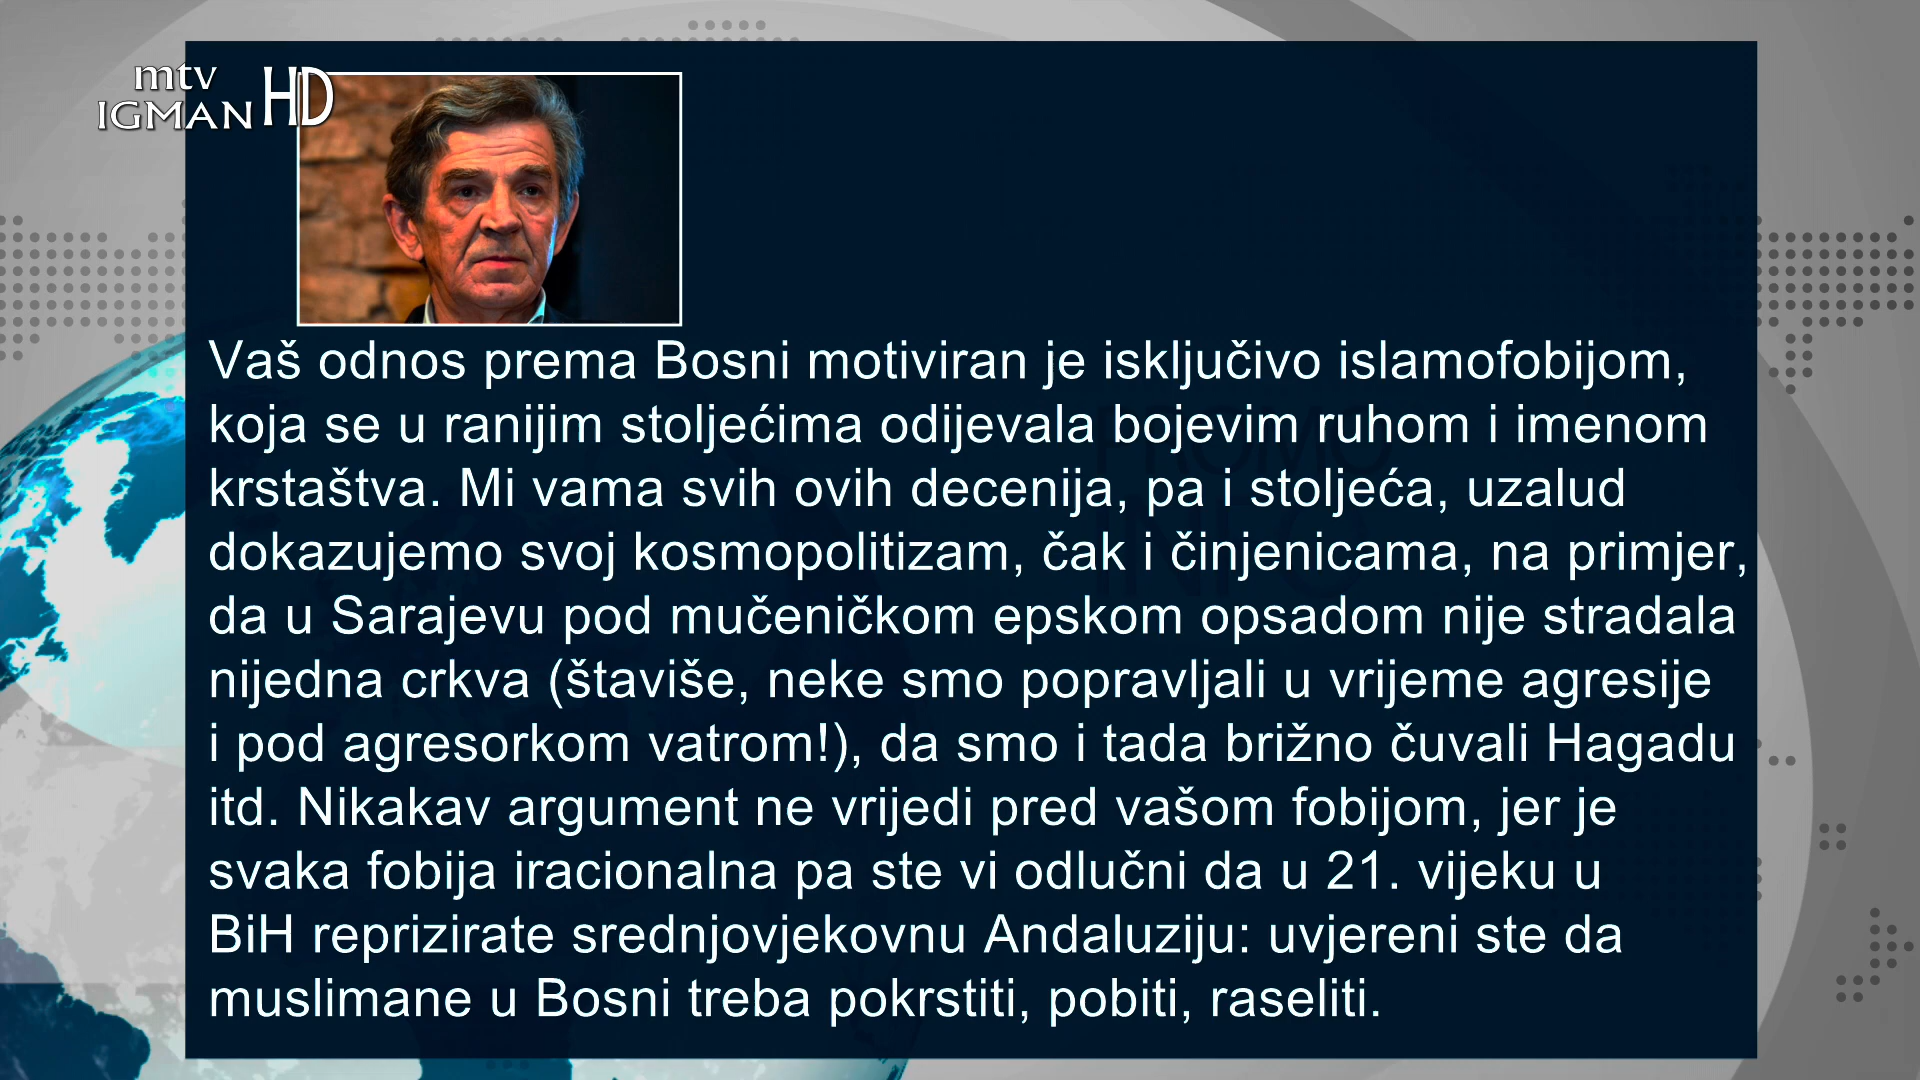 mtv
IGMAN HD
Vaš odnos prema Bosni motiviran je isključivo islamofobijom,
koja se u ranijim stoljećima odijevala bojevim ruhom i imenom
krstaštva. Mi vama svih ovih decenija, pa i stoljeća, uzalud
dokazujemo svoj kosmopolitizam, čak i činjenicama, na primjer,
da u Sarajevu pod mučeničkom epskom opsadom nije stradala
nijedna crkva (štaviše, neke smo popravljali u vrijeme agresije
i pod agresorkom vatrom!), da smo i tada brižno čuvali Hagadu
itd. Nikakav argument ne vrijedi pred vašom fobijom, jer je
svaka fobija iracionalna pa ste vi odlučni da u 21. vijeku u
BiH reprizirate srednjovjekovnu Andaluziju: uvjereni ste da
muslimane u Bosni treba pokrstiti, pobiti, raseliti.